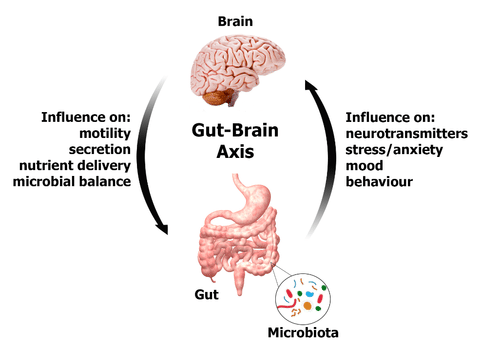 Brain
Influence on:
motility
secretion
nutrient delivery
microbial balance
Gut-Brain
Axis
Influence on:
neurotransmitters
stress/anxiety
mood
behaviour
Gut
Microbiota